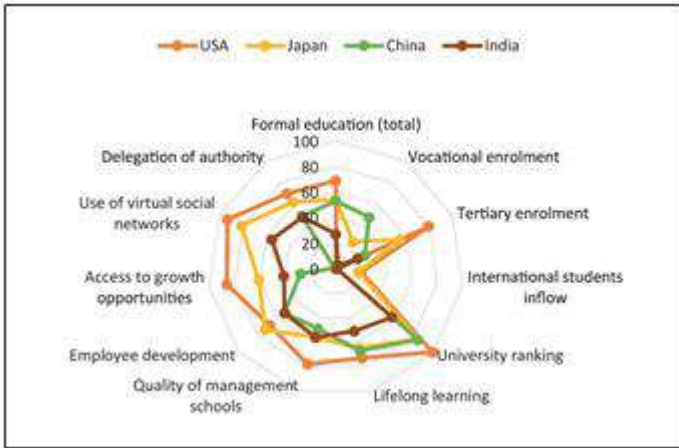 USA Japan China India
Formal education (total)
100
80
60
40
20
0
Delegation of authority
Vocational enrolment
Use of virtual social
networks
Tertiary enrolment
Access to growth
opportunities
International students
inflow
Employee development
University ranking
Quality of management
schools
Lifelong learning